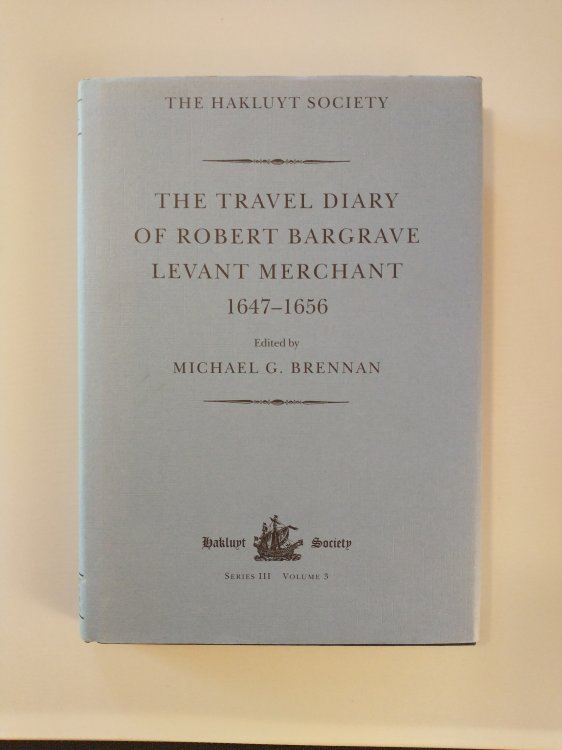 THE HAKLUYT SOCIETY
THE TRAVEL DIARY
OF ROBERT BARGRAVE
LEVANT MERCHANT
1647–1656
Edited by
MICHAEL G. BRENNAN
Hakluyt Society
SERIES III VOLUME 3